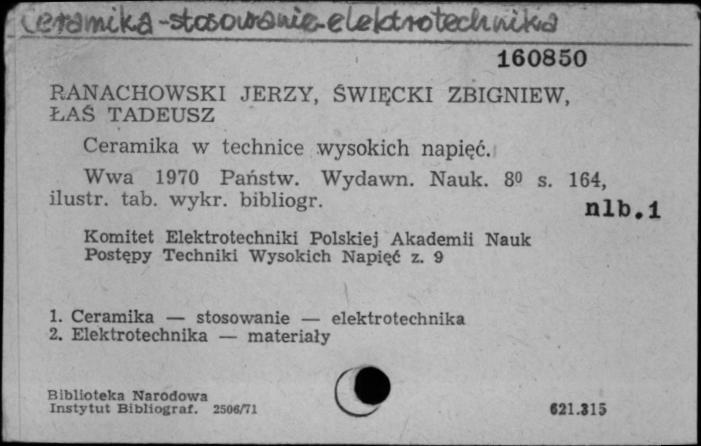 Ceramika-stosowanie-elektrotechnika
160850
RANACHOWSKI JERZY, ŚWIĘCKI ZBIGNIEW,
ŁAŚ TADEUSZ
Ceramika w technice wysokich napięć.
Wwa 1970 Państw. Wydawn. Nauk. 8⁰ s. 164,
ilustr. tab. wykr. bibliogr.
nlb.1
Komitet Elektrotechniki Polskiej Akademii Nauk
Postępy Techniki Wysokich Napięć z. 9
1. Ceramika — stosowanie — elektrotechnika
2. Elektrotechnika — materiały
Biblioteka Narodowa
Instytut Bibliograf. 2506/71
621.315